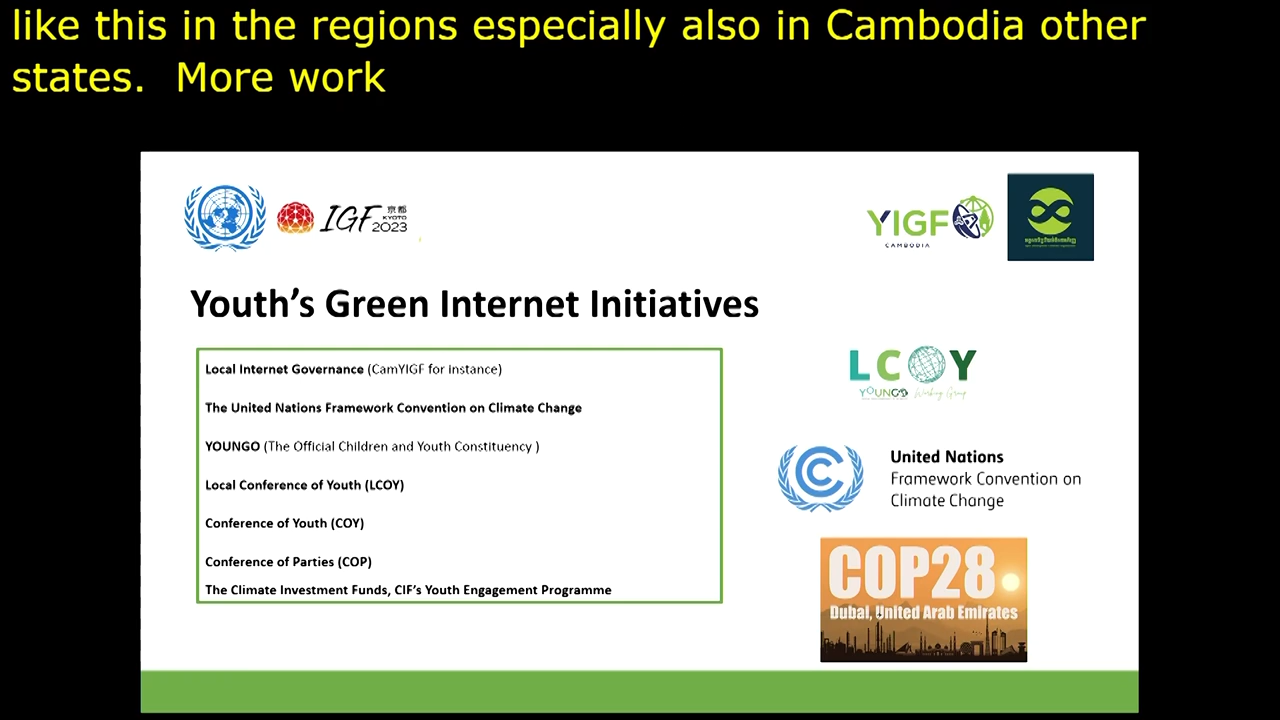 like this in the regions especially also in Cambodia other
states.  More work
IGF 京都
KYOTO
2023
YIGF
CAMBODIA
Youth's Green Internet Initiatives
Local Internet Governance (CamYIGF for instance)
The United Nations Framework Convention on Climate Change
YOUNGO (The Official Children and Youth Constituency )
Local Conference of Youth (LCOY)
Conference of Youth (COY)
Conference of Parties (COP)
The Climate Investment Funds, CIF's Youth Engagement Programme
LCOY
YOUNGO Working Group
United Nations
Framework Convention on
Climate Change
COP28
Dubai, United Arab Emirates